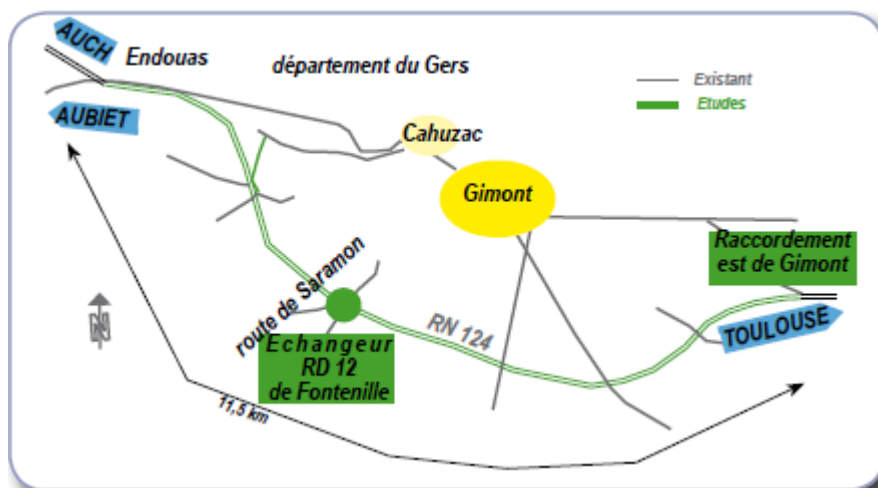 AUCH
Endouas
département du Gers
Existant
Etudes
AUBIET
Cahuzac
Gimont
Raccordement
est de Gimont
route de Saramon
RN 124
TOULOUSE
Echangeur
RD 12
de Fontenille
N
11,5 km